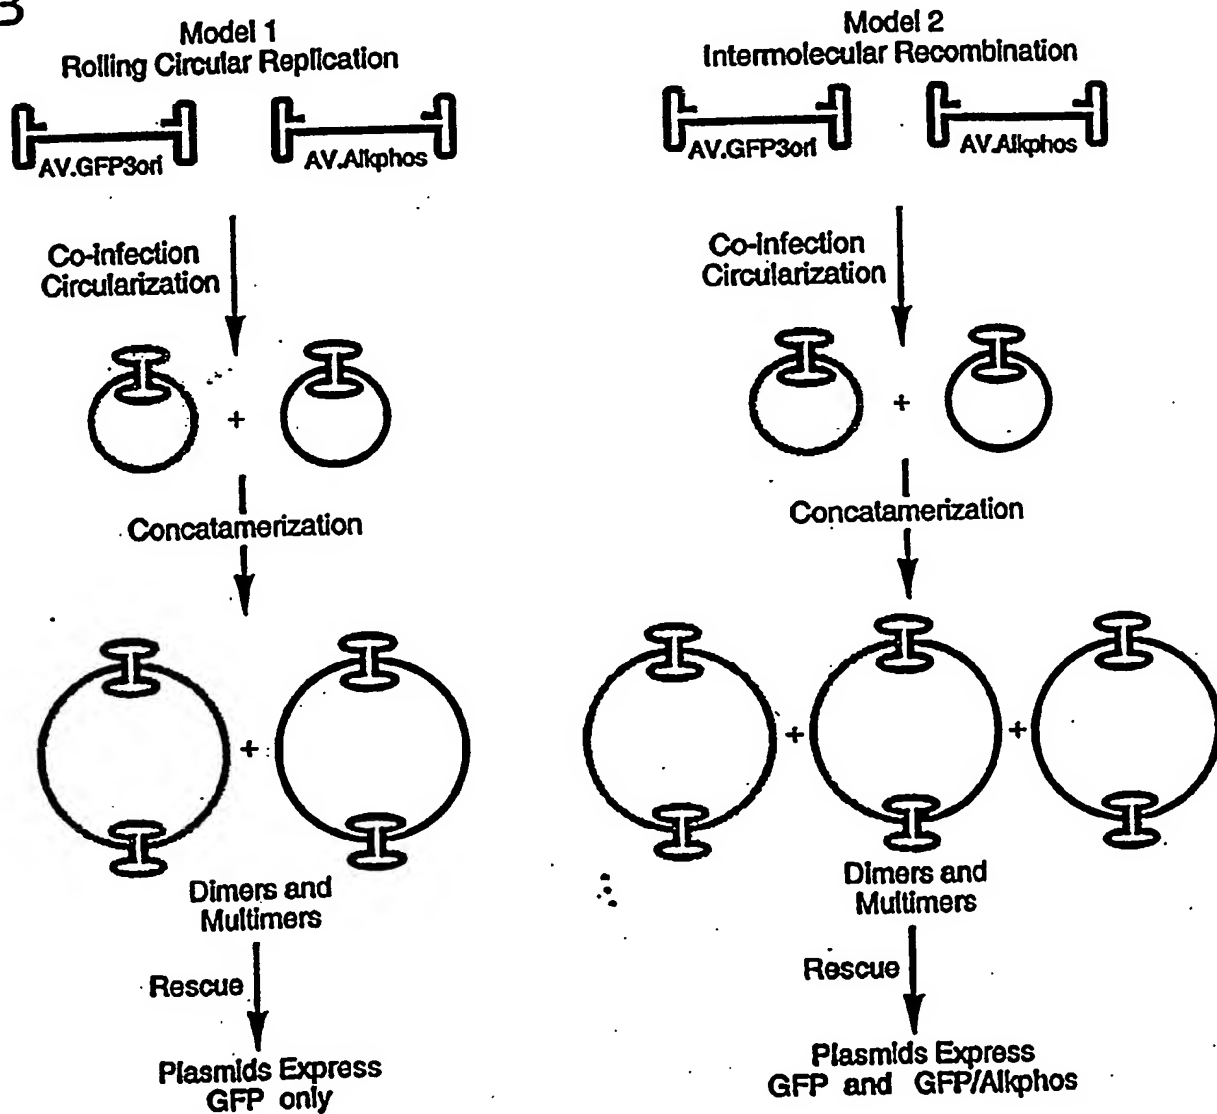 B
Model 1
Rolling Circular Replication
AV.GFP3ori
AV.Alkphos
Co-infection
Circularization
+
Concatamerization
+
Dimers and
Multimers
Rescue
Plasmids Express
GFP only
Model 2
Intermolecular Recombination
AV.GFP3ori
AV.Alkphos
Co-infection
Circularization
+
Concatamerization
+
+
Dimers and
Multimers
Rescue
Plasmids Express
GFP and GFP/Alkphos